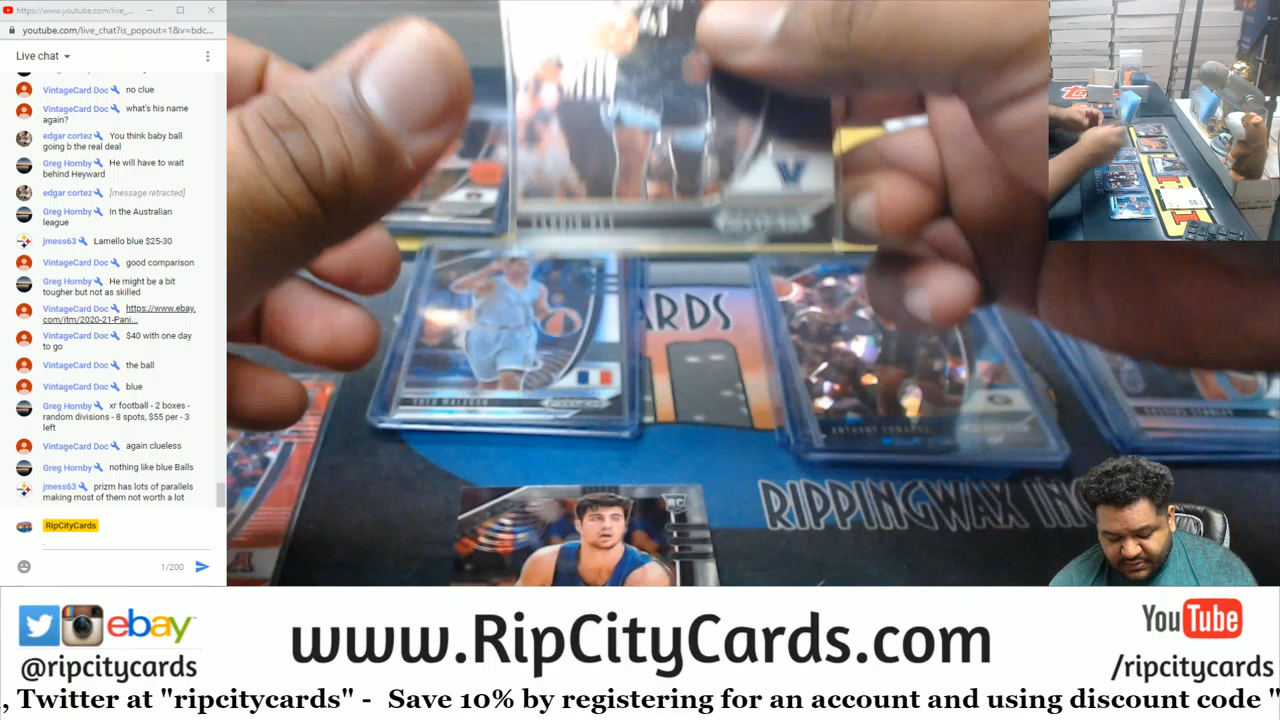 https://www.youtube.com/live_...
youtube.com/live_chat?is_popout=1&v=bdc...
Live chat
VintageCard Doc no clue
VintageCard Doc what's his name
again?
edgar cortez You think baby ball
going b the real deal
Greg Hornby He will have to wait
behind Heyward
edgar cortez [message retracted]
Greg Hornby In the Australian
league
jmess63 Lamello blue $25-30
VintageCard Doc good comparison
Greg Hornby He might be a bit
tougher but not as skilled
VintageCard Doc https://www.ebay.
com/itm/2020-21-Pani...
VintageCard Doc $40 with one day
to go
VintageCard Doc the ball
VintageCard Doc blue
Greg Hornby xr football - 2 boxes -
random divisions - 8 spots, $55 per - 3
left
VintageCard Doc again clueless
Greg Hornby nothing like blue Balls
jmess63 prizm has lots of parallels
making most of them not worth a lot
RipCityCards
1/200
V
ARDS
RC
G
ANTHONY EDWARDS
CASSIUS STANLEY
RIPPINGWAX INC
ebay
@ripcitycards
www.RipCityCards.com
YouTube
/ripcitycards
, Twitter at "ripcitycards" - Save 10% by registering for an account and using discount code "